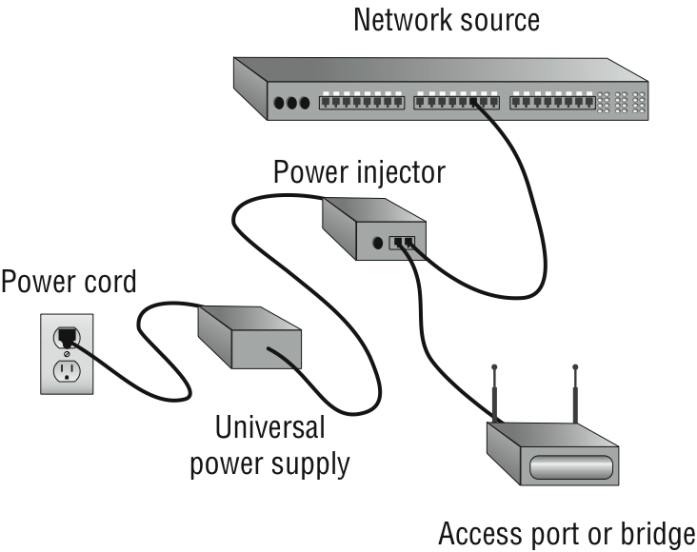 Network source
Power injector
Power cord
Universal
power supply
Access port or bridge